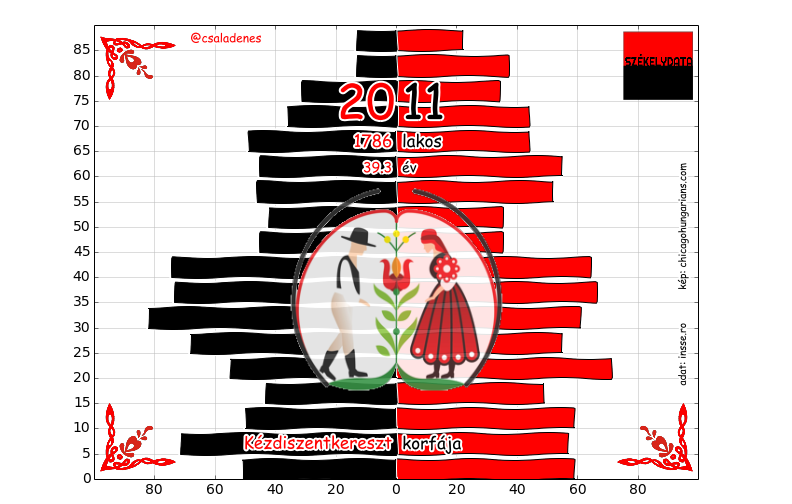 @csaladenes
SZÉKELYDATA
2011
1786 lakos
39.3 év
kép: chicagohungarians.com
adat: insse.ro
Kézdiszentkereszt korfája
85
80
75
70
65
60
55
50
45
40
35
30
25
20
15
10
5
0
80 60 40 20 0 20 40 60 80